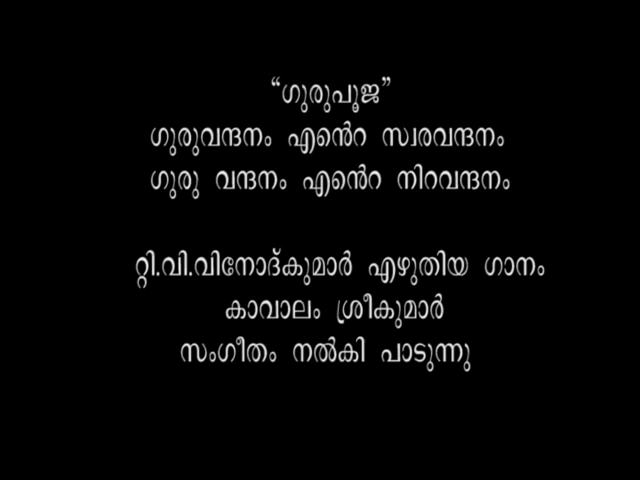 “ഗുരുപൂജ”
ഗുരുവന്ദനം എൻെറ സ്വരവന്ദനം
ഗുരു വന്ദനം എൻെറ നിറവന്ദനം
റ്റി.വി.വിനോദ്കുമാർ എഴുതിയ ഗാനം
കാവാലം ശ്രീകുമാർ
സംഗീതം നൽകി പാടുന്നു